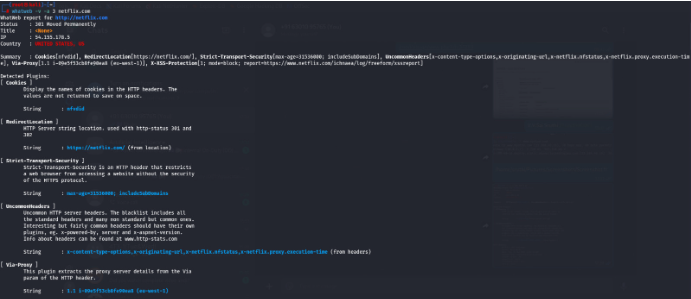 # whatweb -v -a 3 netflix.com
WhatWeb report for http://netflix.com
Status : 301 Moved Permanently
Title : <None>
IP : 54.155.178.5
Country : UNITED STATES, US
Summary : Cookies[nfvdid], RedirectLocation[https://netflix.com/], Strict-Transport-Security[max-age=31536000; includeSubDomains], UncommonHeaders[x-content-type-options,x-originating-url,x-netflix.nfstatus,x-netflix.proxy.execution-tim
e], Via-Proxy[1.1 (eu-west-1)], X-XSS-Protection[1; mode=block; report=https://www.netflix.com/ichnaea/log/freeform/xssreport]
Detected Plugins:
[ Cookies ]
Display the names of cookies in the HTTP headers. The
values are not returned to save on space.
String : nfvdid
[ RedirectLocation ]
HTTP Server string location. used with http-status 301 and
302
String : https://netflix.com/ (from location)
[ Strict-Transport-Security ]
Strict-Transport-Security is an HTTP header that restricts
a web browser from accessing a website without the security
of the HTTPS protocol.
String : max-age=31536000; includeSubDomains
[ UncommonHeaders ]
Uncommon HTTP server headers. The blacklist includes all
the standard headers and many non standard but common ones.
Interesting but fairly common headers should have their own
plugins, eg. x-powered-by, server and x-aspnet-version.
Info about headers can be found at www.http-stats.com
String : x-content-type-options,x-originating-url,x-netflix.nfstatus,x-netflix.proxy.execution-time (from headers)
[ Via-Proxy ]
This plugin extracts the proxy server details from the Via
param of the HTTP header.
String : 1.1 (eu-west-1)